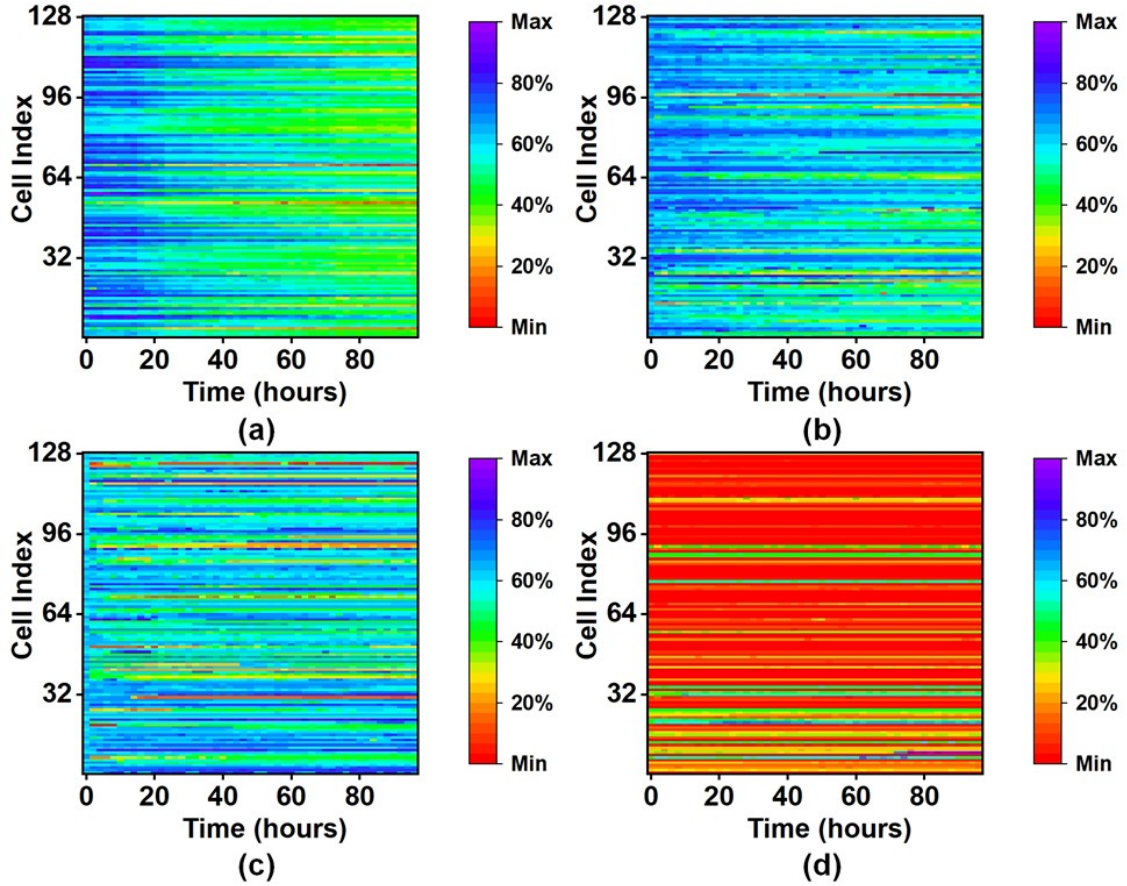 128
96
64
32
Cell Index
0 20 40 60 80
Time (hours)
Max
80%
60%
40%
20%
Min
(a)
128
96
64
32
Cell Index
0 20 40 60 80
Time (hours)
Max
80%
60%
40%
20%
Min
(b)
128
96
64
32
Cell Index
0 20 40 60 80
Time (hours)
Max
80%
60%
40%
20%
Min
(c)
128
96
64
32
Cell Index
0 20 40 60 80
Time (hours)
Max
80%
60%
40%
20%
Min
(d)